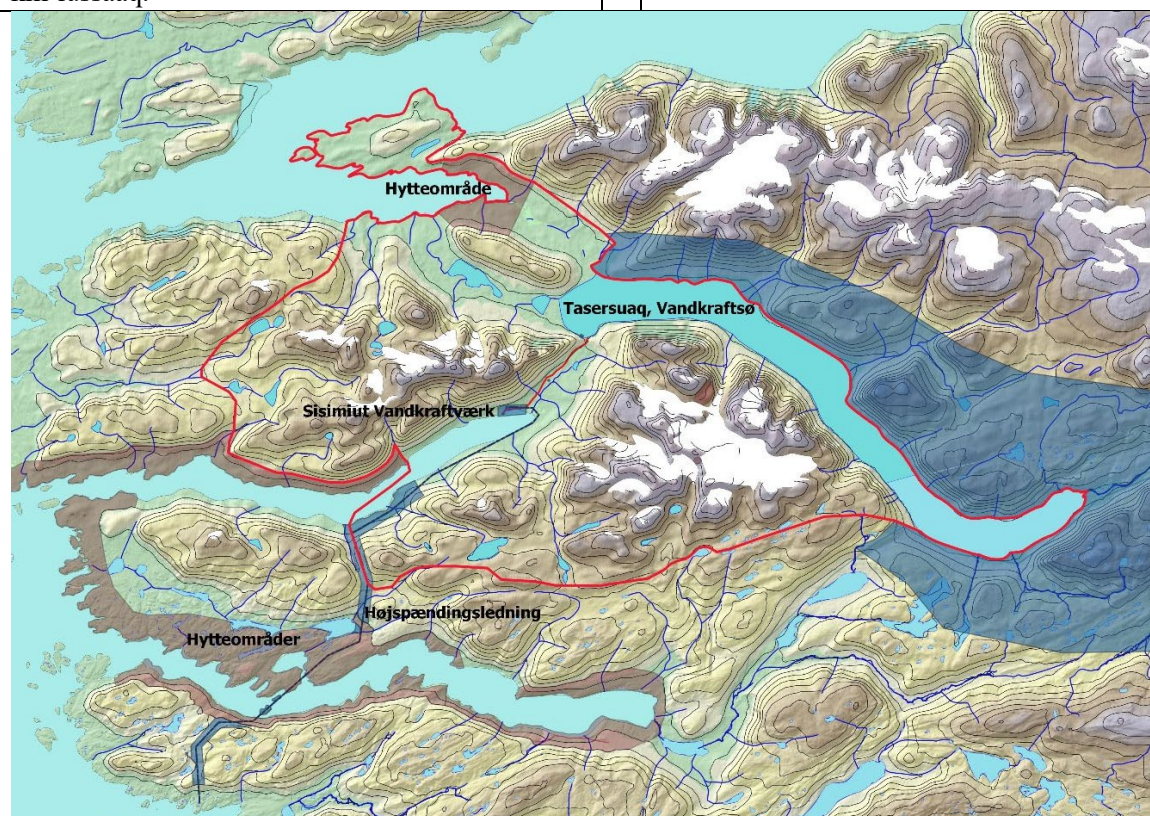 Hytteområde
Tasersuaq, Vandkraftsø
Sisimiut Vandkraftværk
Højspændingsledning
Hytteområder